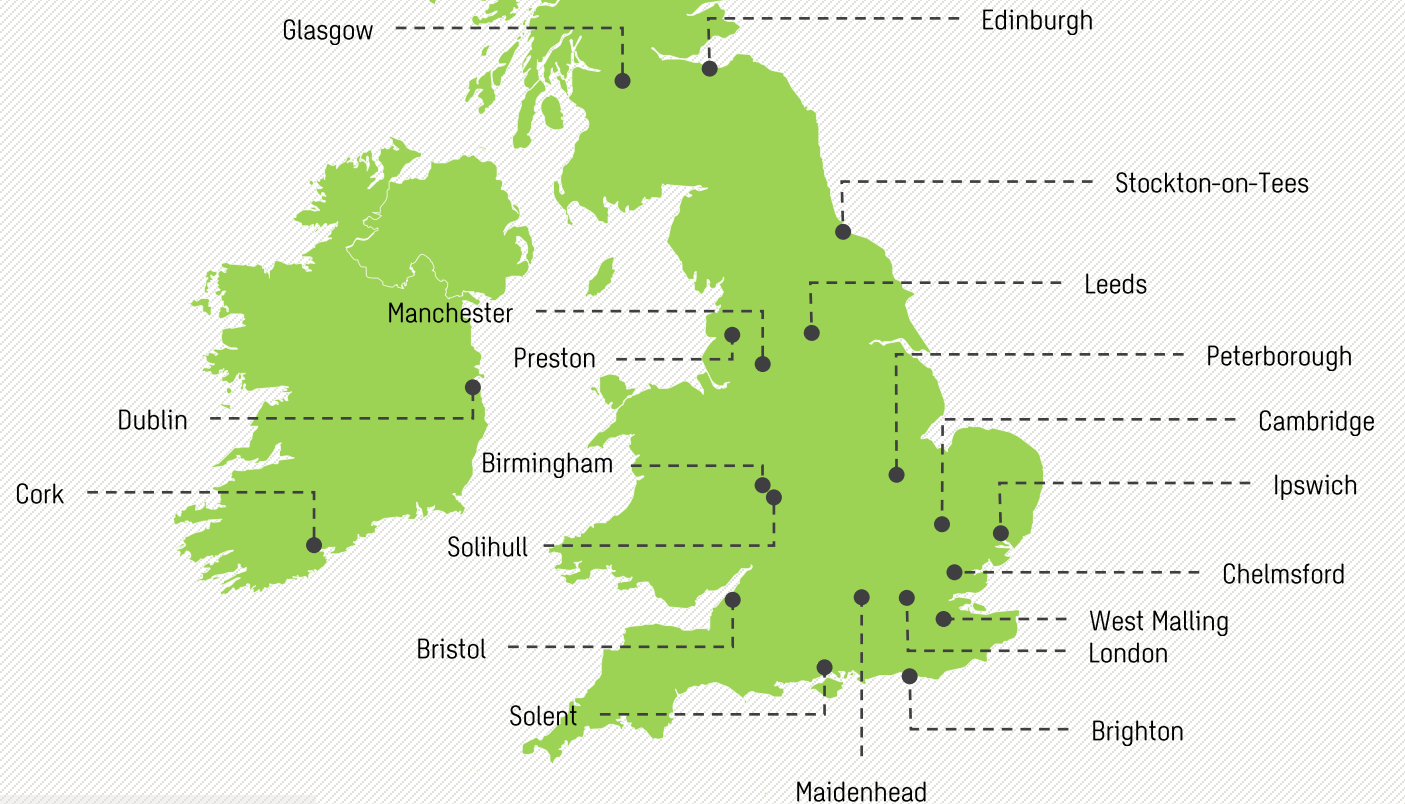 Glasgow
Edinburgh
Stockton-on-Tees
Leeds
Manchester
Preston
Peterborough
Dublin
Cambridge
Birmingham
Cork
Ipswich
Solihull
Chelmsford
West Malling
Bristol
London
Solent
Brighton
Maidenhead